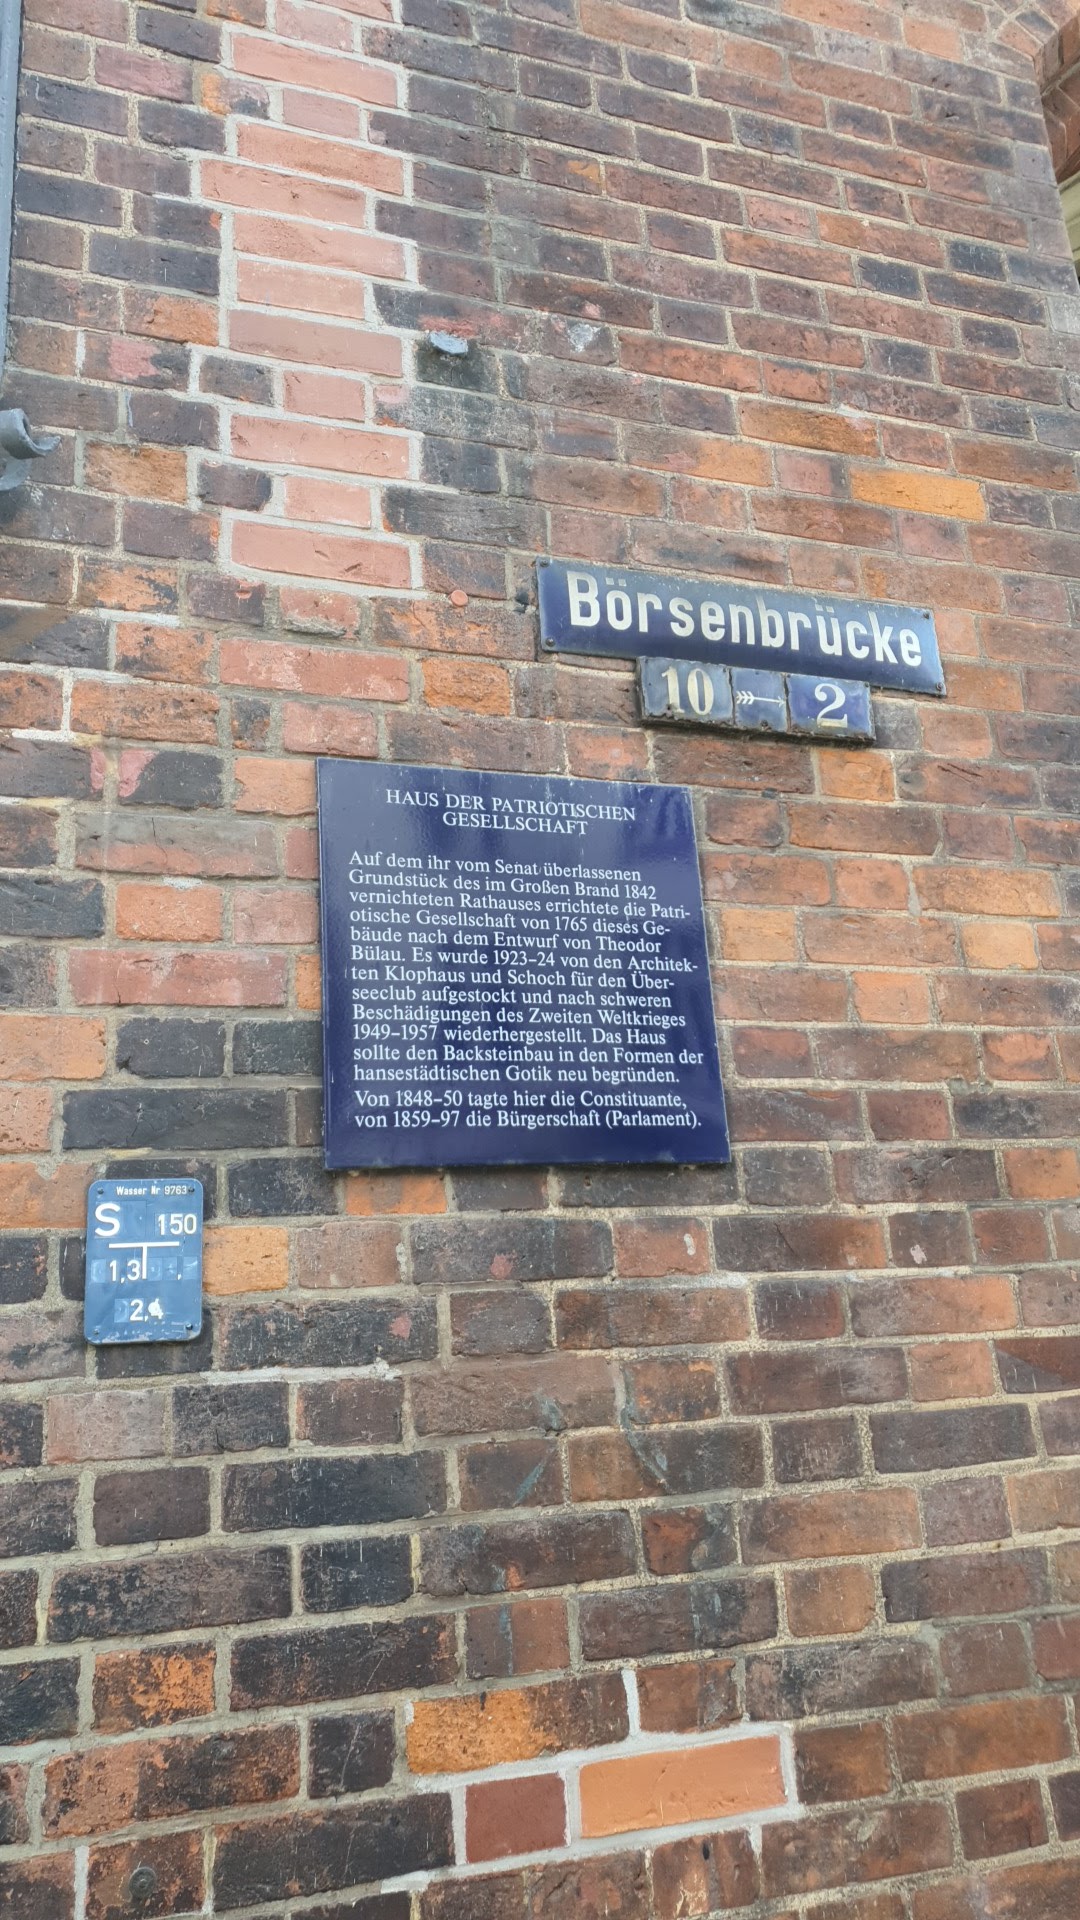 Börsenbrücke
10 2
HAUS DER PATRIOTISCHEN
GESELLSCHAFT
Auf dem ihr vom Senat überlassenen
Grundstück des im Großen Brand 1842
vernichteten Rathauses errichtete die Patri-
otische Gesellschaft von 1765 dieses Ge-
bäude nach dem Entwurf von Theodor
Bülau. Es wurde 1923-24 von den Architek-
ten Klophaus und Schoch für den Über-
seeclub aufgestockt und nach schweren
Beschädigungen des Zweiten Weltkrieges
1949-1957 wiederhergestellt. Das Haus
sollte den Backsteinbau in den Formen der
hansestädtischen Gotik neu begründen.
Von 1848-50 tagte hier die Constituante,
von 1859-97 die Bürgerschaft (Parlament).
Wasser Nr 9763
S 150
1,3
2,4